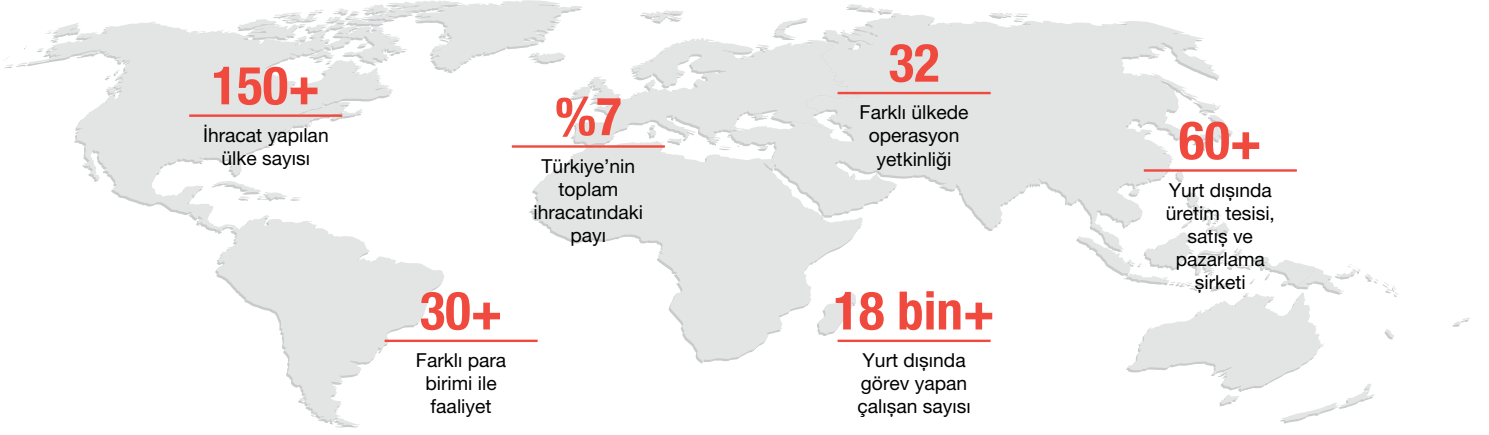 150+
İhracat yapılan
ülke sayısı
%7
Türkiye’nin
toplam
ihracatındaki
payı
32
Farklı ülkede
operasyon
yetkinliği
60+
Yurt dışında
üretim tesisi,
satış ve
pazarlama
şirketi
30+
Farklı para
birimi ile
faaliyet
18 bin+
Yurt dışında
görev yapan
çalışan sayısı